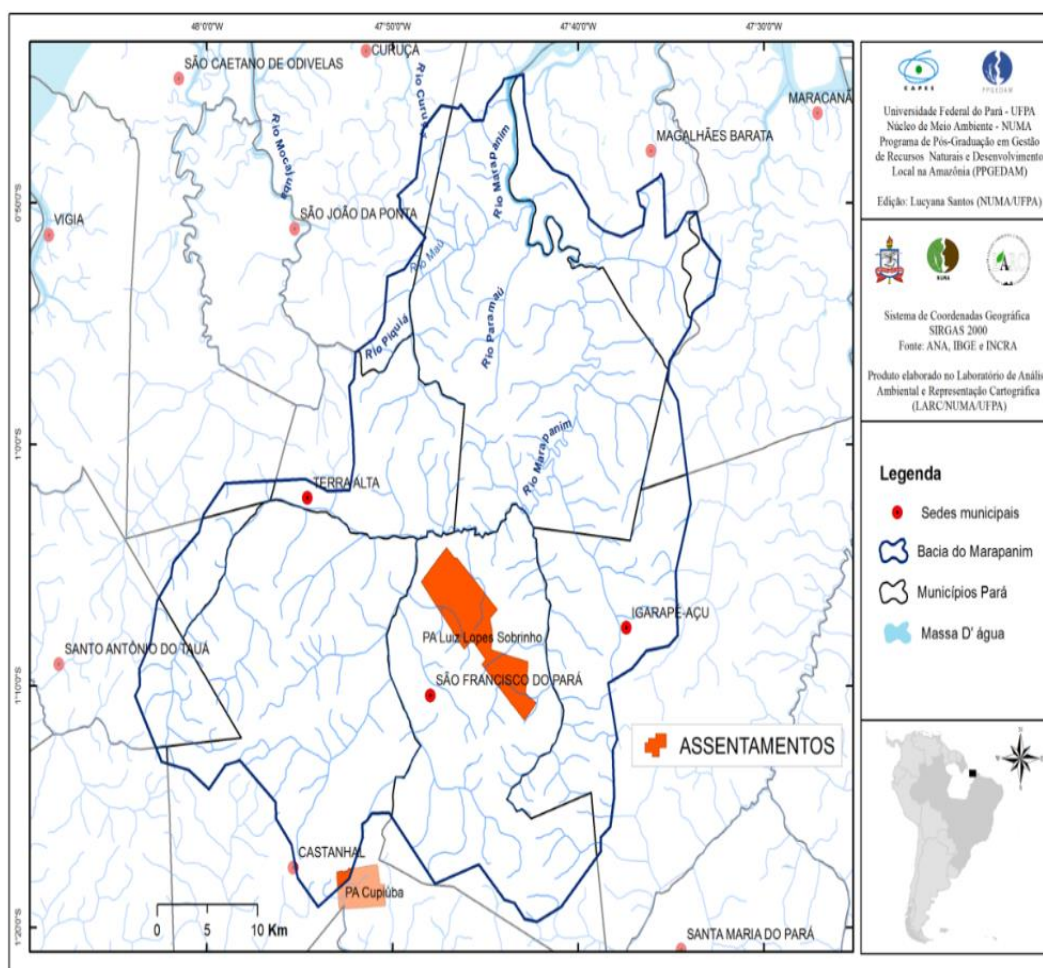 48°0'0"W
47°50'0"W
47°40'0"W
47°30'0"W
CURUÇÁ
SÃO CAETANO DE ODIVELAS
Rio Curuçá
Rio Mocajuba
MARACANÃ
MAGALHÃES BARATA
Rio Marapanim
0°50'0"S
VIGIA
SÃO JOÃO DA PONTA
Rio Maú
Rio Paramaú
Rio Piquiá
1°0'0"S
Rio Marapanim
TERRA ALTA
IGARAPÉ-AÇU
PA Luiz Lopes Sobrinho
SANTO ANTÔNIO DO TAUÁ
1°10'0"S
SÃO FRANCISCO DO PARÁ
ASSENTAMENTOS
CASTANHAL
PA Cupiúba
0 5 10 Km
1°20'0"S
SANTA MARIA DO PARÁ
CAPES
PPGEDAM
Universidade Federal do Pará - UFPA
Núcleo de Meio Ambiente - NUMA
Programa de Pós-Graduação em Gestão
de Recursos Naturais e Desenvolvimento
Local na Amazônia (PPGEDAM)
Edição: Lucyana Santos (NUMA/UFPA)
NUMA
Sistema de Coordenadas Geográfica
SIRGAS 2000
Fonte: ANA, IBGE e INCRA
Produto elaborado no Laboratório de Anális
Ambiental e Representação Cartográfica
(LARC/NUMA/UFPA)
Legenda
Sedes municipais
Bacia do Marapanim
Municípios Pará
Massa D' água